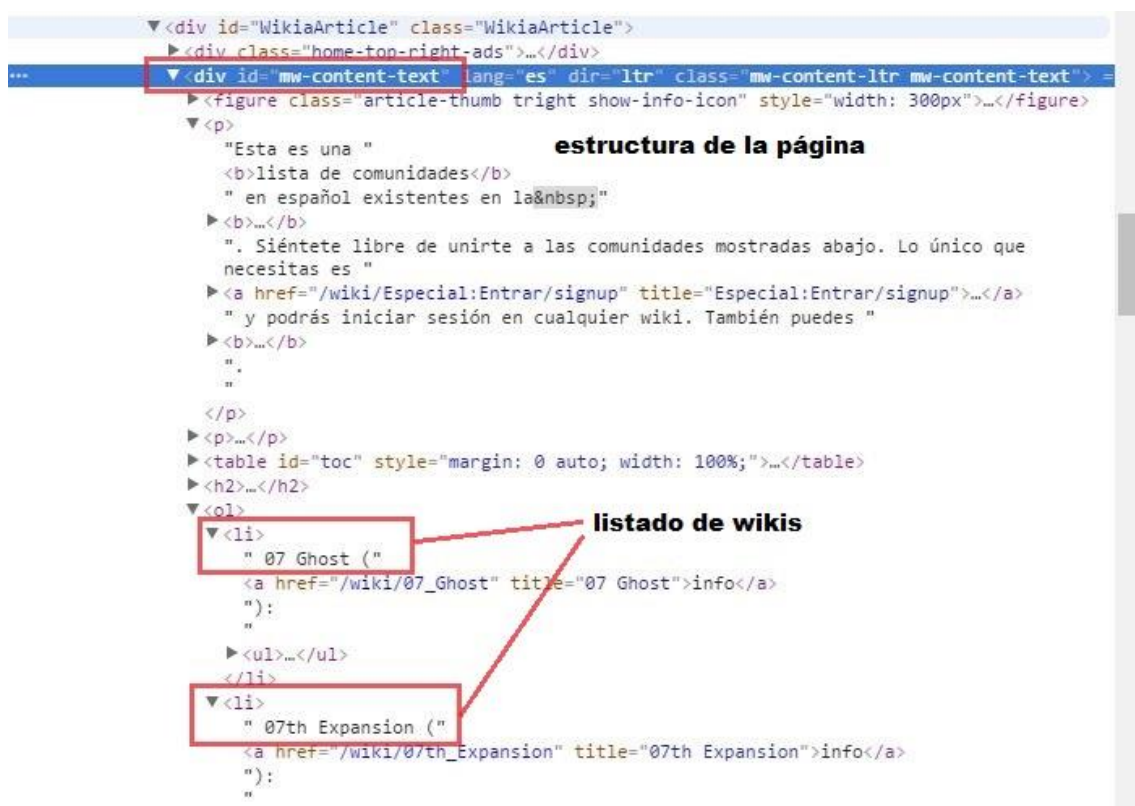 ▼<div id="WikiaArticle" class="WikiaArticle">
▶<div class="home-top-right-ads">…</div>
… ▼<div id="mw-content-text" lang="es" dir="ltr" class="mw-content-ltr mw-content-text"> =
▶<figure class="article-thumb tright show-info-icon" style="width: 300px">…</figure>
▼<p>
"Esta es una " estructura de la página
<b>lista de comunidades</b>
" en español existentes en la&nbsp;"
▶<b>…</b>
". Siéntete libre de unirte a las comunidades mostradas abajo. Lo único que
necesitas es "
▶<a href="/wiki/Especial:Entrar/signup" title="Especial:Entrar/signup">…</a>
" y podrás iniciar sesión en cualquier wiki. También puedes "
▶<b>…</b>
".
"
</p>
▶<p>…</p>
▶<table id="toc" style="margin: 0 auto; width: 100%;">…</table>
▶<h2>…</h2>
▼<ol>
listado de wikis
▼<li>
" 07 Ghost ("
<a href="/wiki/07_Ghost" title="07 Ghost">info</a>
"):
"
▶<ul>…</ul>
</li>
▼<li>
" 07th Expansion ("
<a href="/wiki/07th_Expansion" title="07th Expansion">info</a>
"):
"